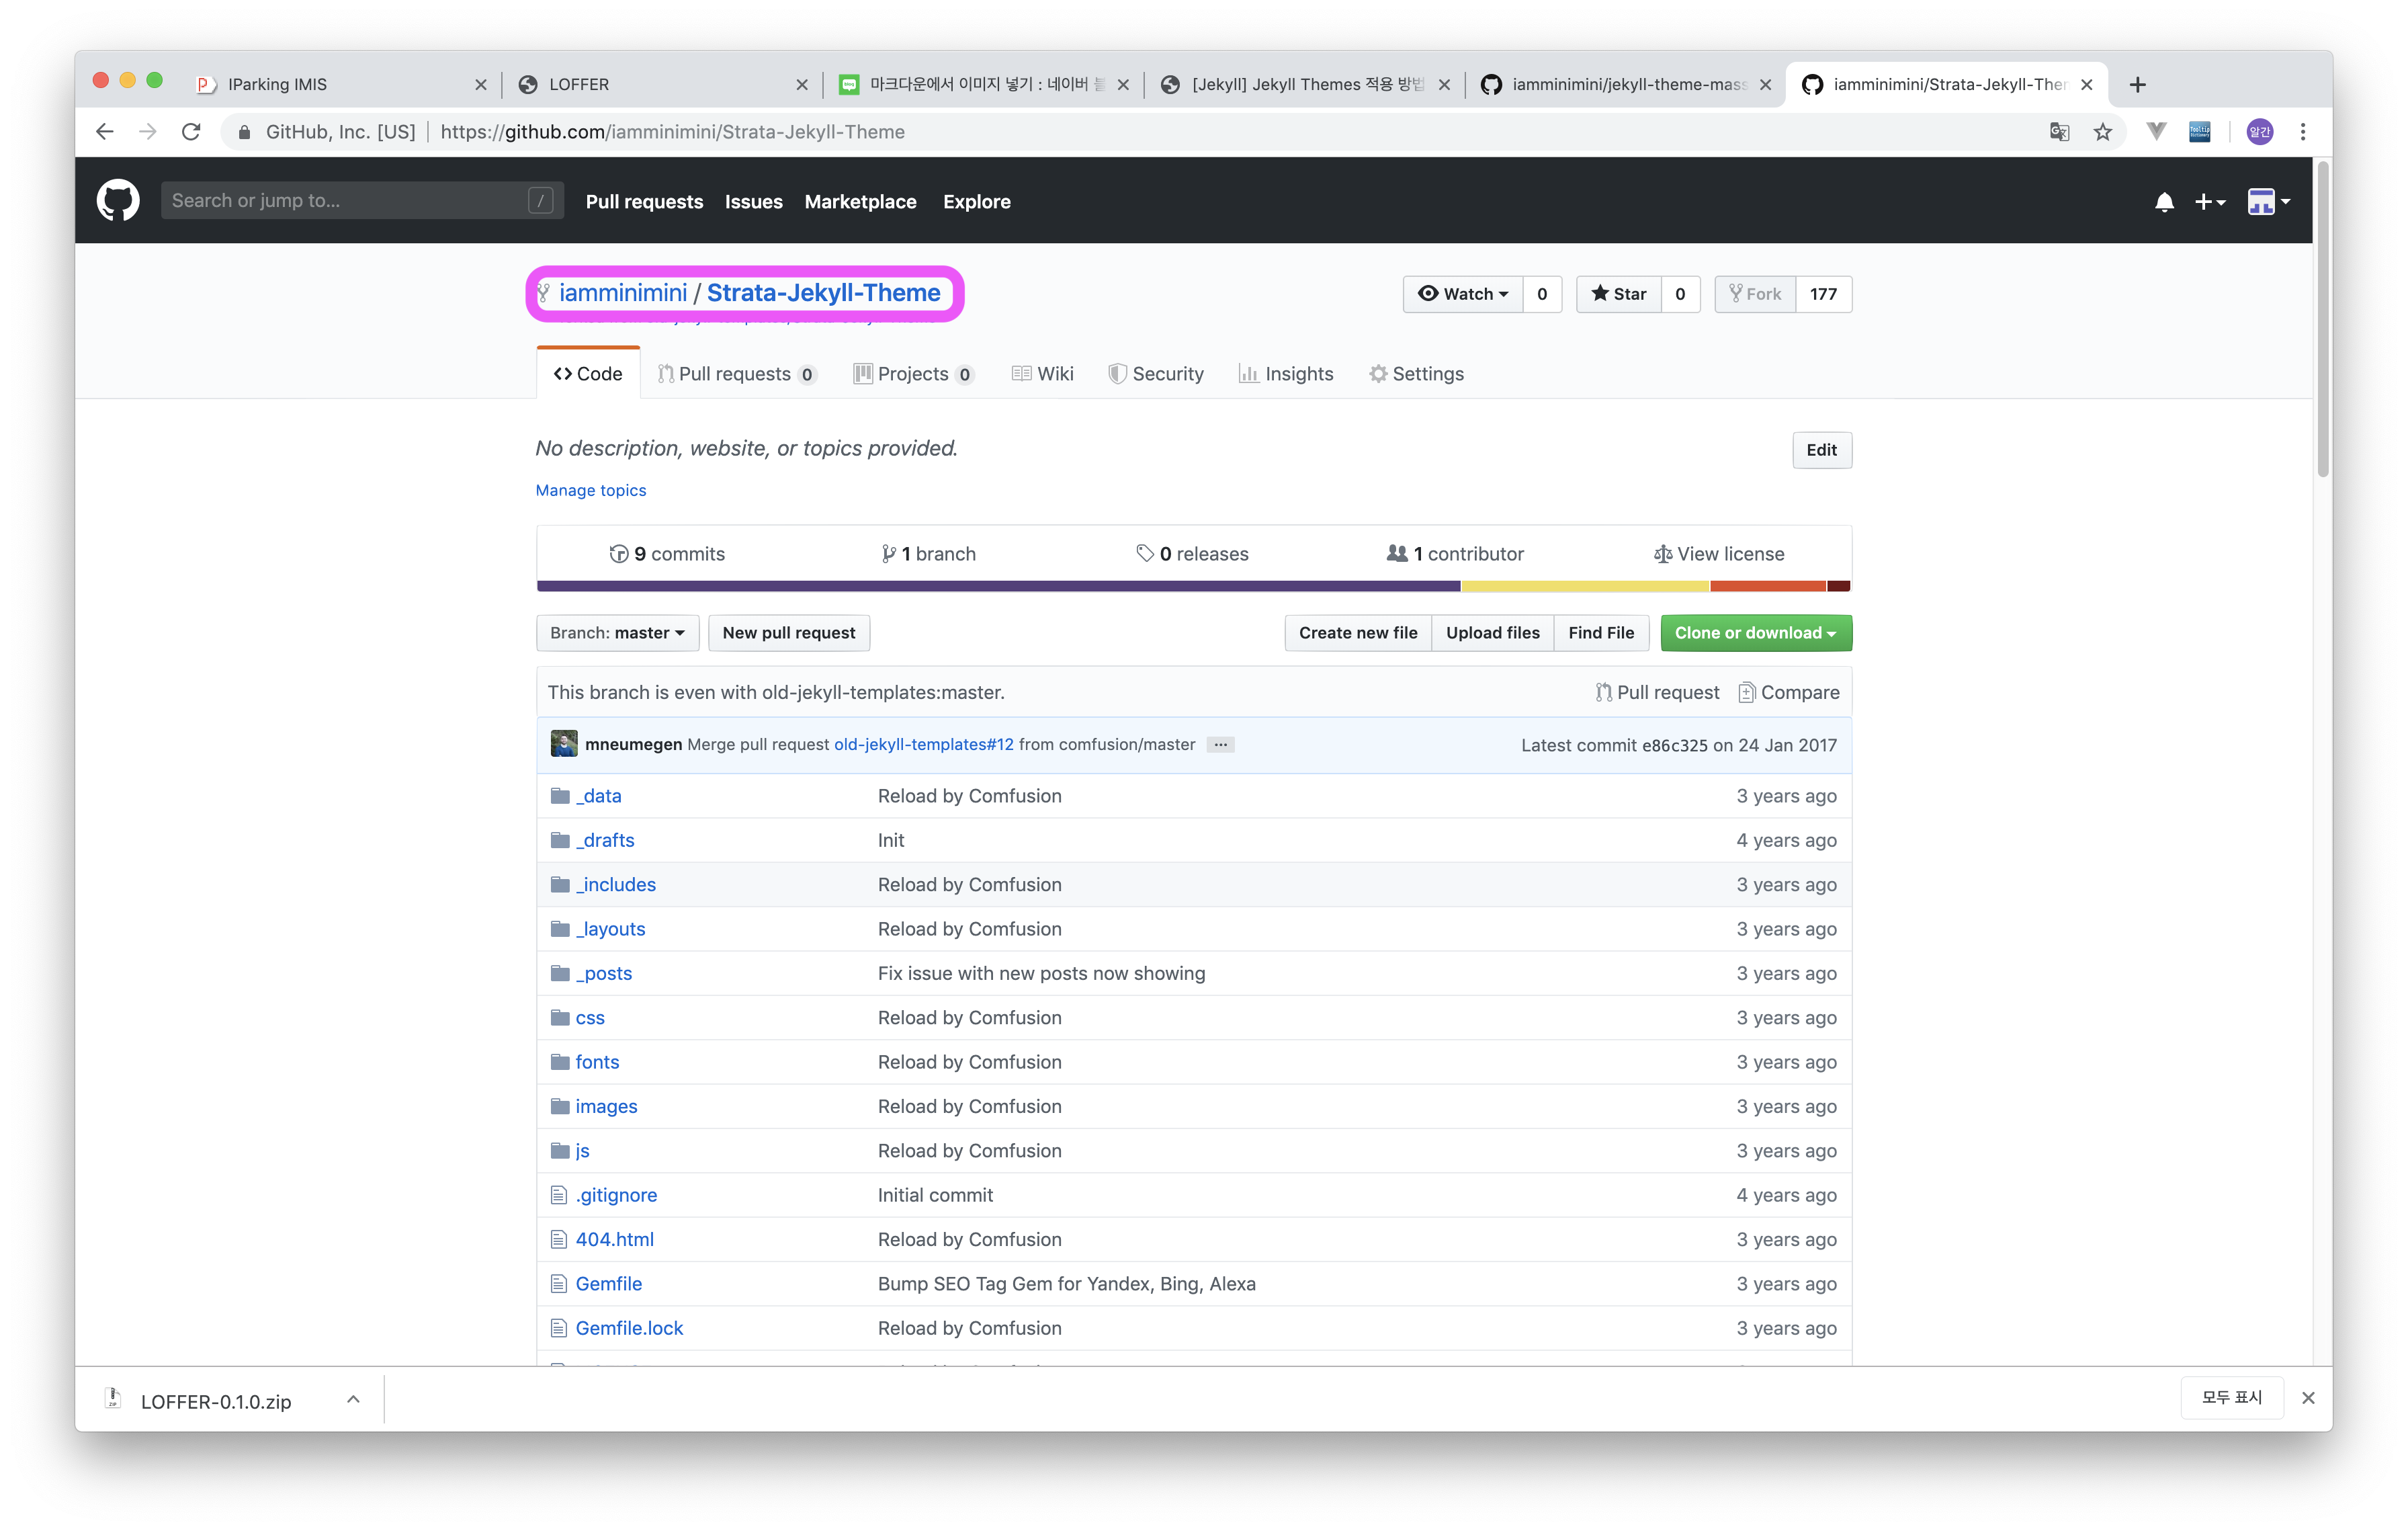 IParking IMIS
LOFFER
마크다운에서 이미지 넣기 : 네이버 블
[Jekyll] Jekyll Themes 적용 방법
iamminimini/jekyll-theme-mass
iamminimini/Strata-Jekyll-Them
GitHub, Inc. [US] https://github.com/iamminimini/Strata-Jekyll-Theme
알간
Search or jump to... /
Pull requests Issues Marketplace Explore
iamminimini / Strata-Jekyll-Theme
Watch 0 Star 0 Fork 177
Code Pull requests 0 Projects 0 Wiki Security Insights Settings
No description, website, or topics provided.
Edit
Manage topics
9 commits 1 branch 0 releases 1 contributor View license
Branch: master New pull request Create new file Upload files Find File Clone or download
This branch is even with old-jekyll-templates:master. Pull request Compare
mneumegen Merge pull request old-jekyll-templates#12 from comfusion/master ... Latest commit e86c325 on 24 Jan 2017
_data Reload by Comfusion 3 years ago
_drafts Init 4 years ago
_includes Reload by Comfusion 3 years ago
_layouts Reload by Comfusion 3 years ago
_posts Fix issue with new posts now showing 3 years ago
css Reload by Comfusion 3 years ago
fonts Reload by Comfusion 3 years ago
images Reload by Comfusion 3 years ago
js Reload by Comfusion 3 years ago
.gitignore Initial commit 4 years ago
404.html Reload by Comfusion 3 years ago
Gemfile Bump SEO Tag Gem for Yandex, Bing, Alexa 3 years ago
Gemfile.lock Reload by Comfusion 3 years ago
LOFFER-0.1.0.zip 모두 표시